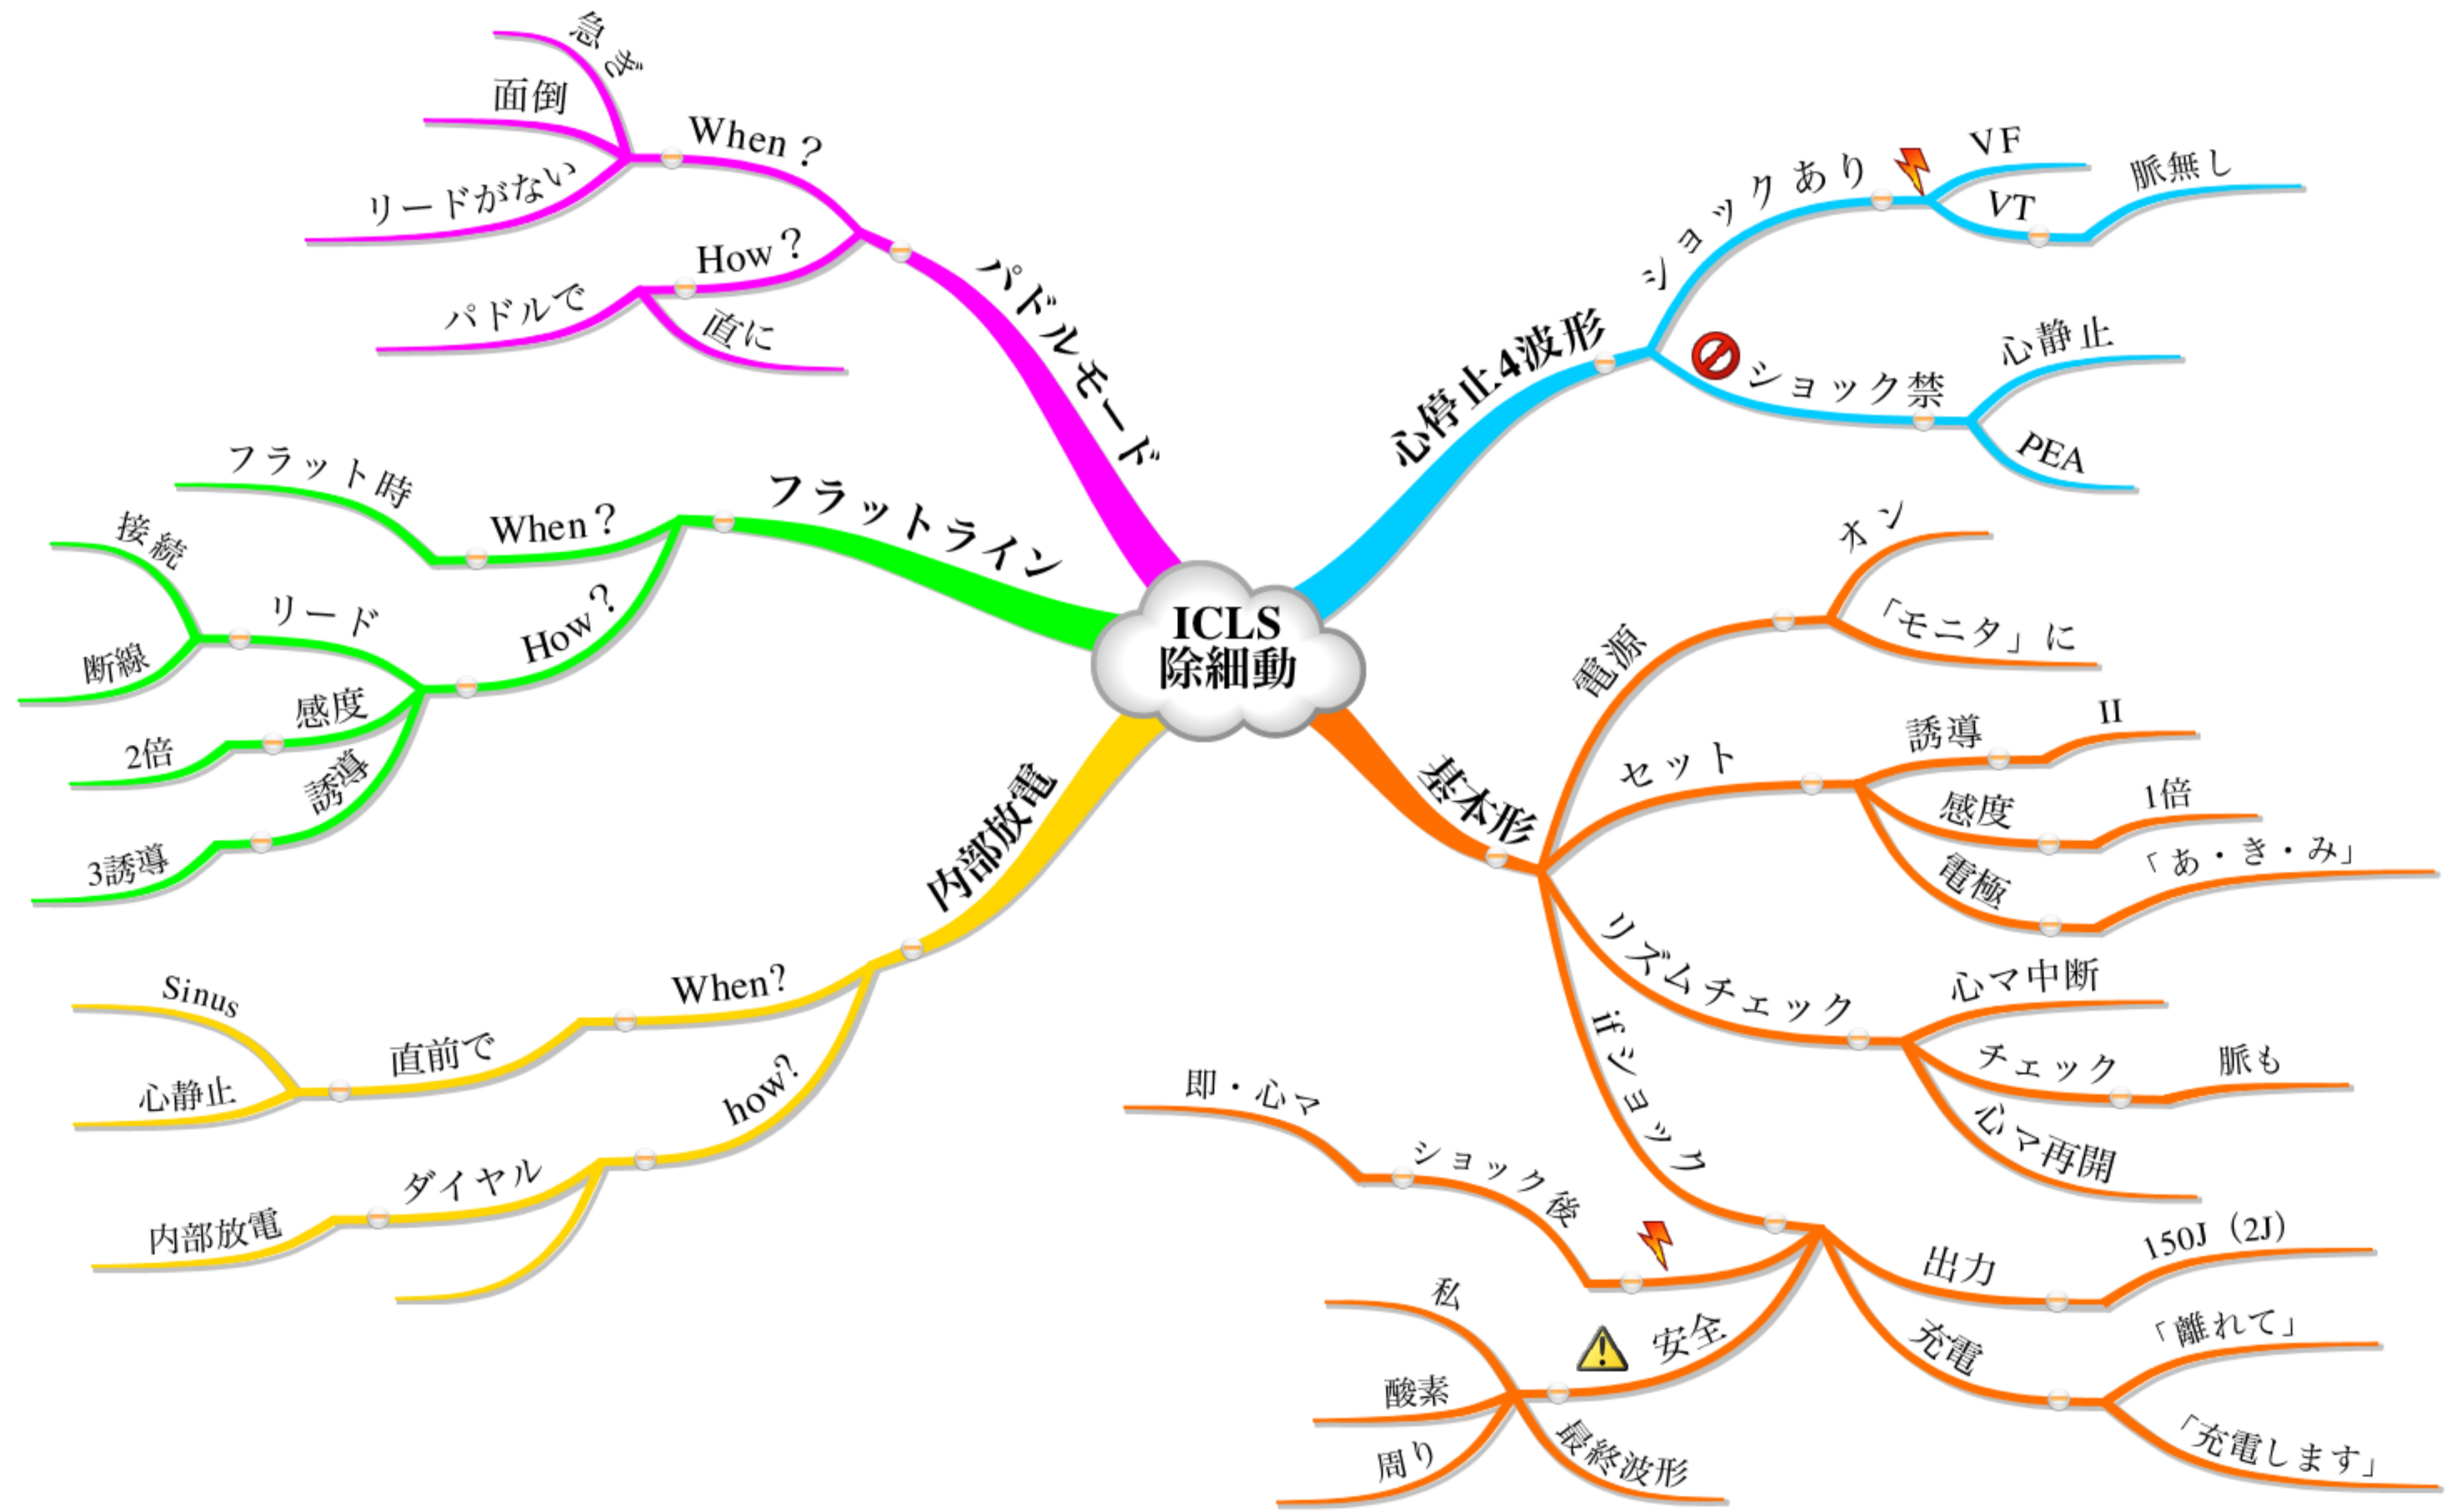 ICLS
除細動
心停止4波形
ショックあり
VF
VT
脈無し
ショック禁
心静止
PEA
基本形
電源
オン
「モニタ」に
セット
誘導
II
感度
1倍
電極
「あ・き・み」
リズムチェック
心マ中断
チェック
脈も
心マ再開
ifショック
出力
150J（2J）
充電
「離れて」
「充電します」
安全
私
酸素
周り
最終波形
ショック後
即・心マ
パドルモード
When？
急ぎ
面倒
リードがない
How？
パドルで
直に
フラットライン
When？
フラット時
How？
リード
接続
断線
感度
2倍
誘導
3誘導
内部放電
When?
直前で
Sinus
心静止
how?
ダイヤル
内部放電